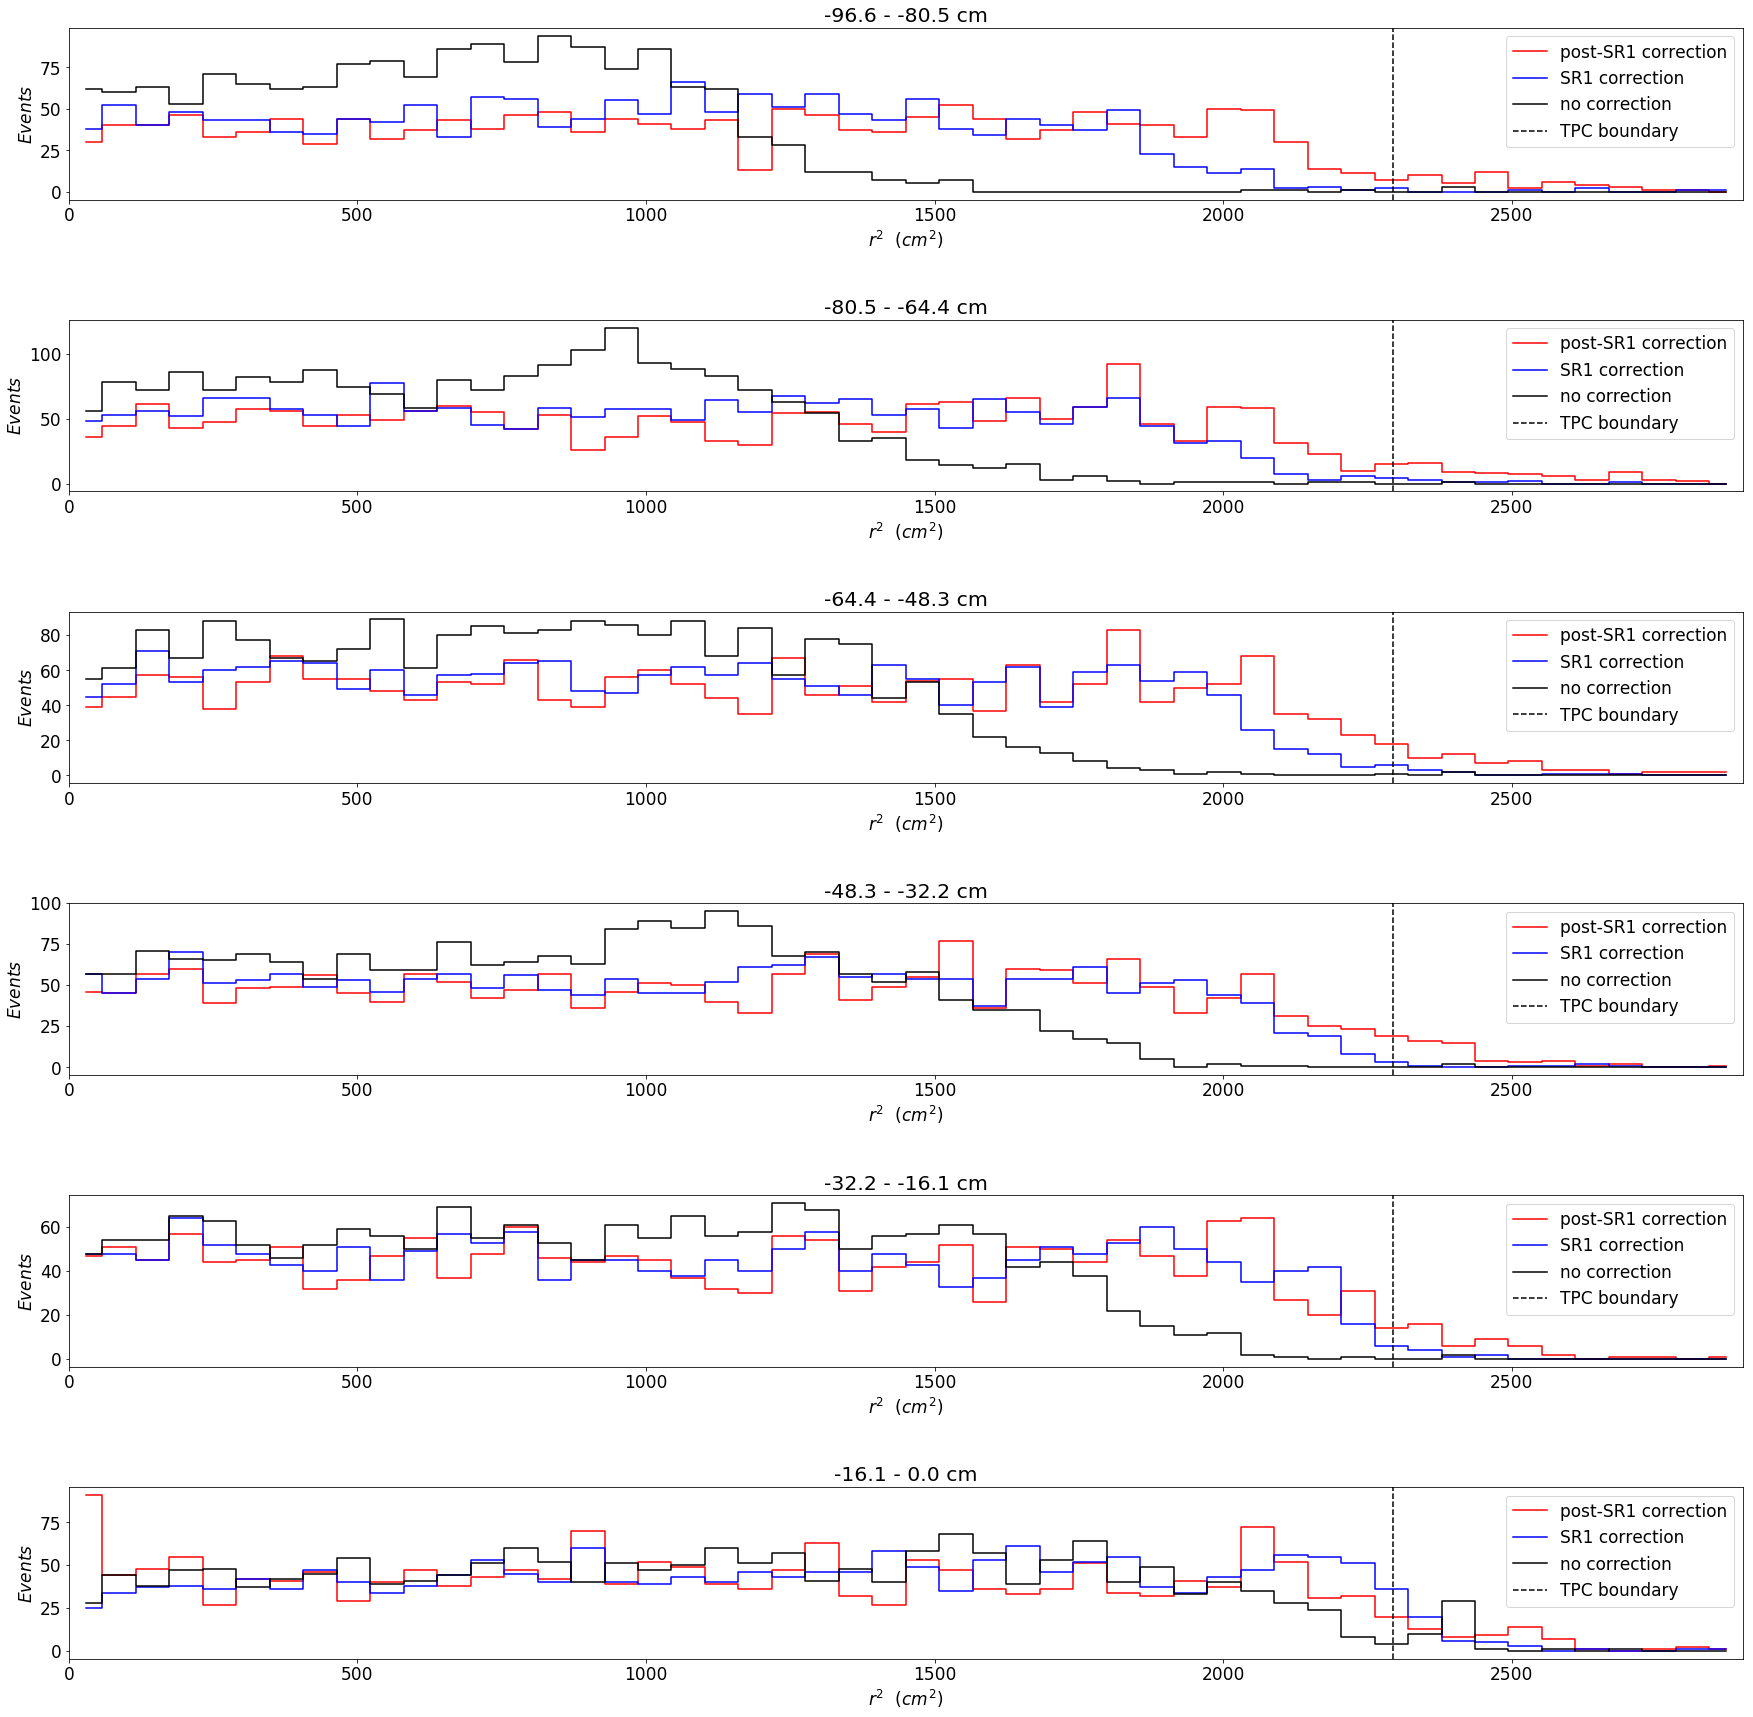 -96.6 - -80.5 cm
75
50
25
0
Events
post-SR1 correction
SR1 correction
no correction
TPC boundary
0 500 1000 1500 2000 2500
r² (cm²)
-80.5 - -64.4 cm
100
50
0
Events
post-SR1 correction
SR1 correction
no correction
TPC boundary
0 500 1000 1500 2000 2500
r² (cm²)
-64.4 - -48.3 cm
80
60
40
20
0
Events
post-SR1 correction
SR1 correction
no correction
TPC boundary
0 500 1000 1500 2000 2500
r² (cm²)
-48.3 - -32.2 cm
100
75
50
25
0
Events
post-SR1 correction
SR1 correction
no correction
TPC boundary
0 500 1000 1500 2000 2500
r² (cm²)
-32.2 - -16.1 cm
60
40
20
0
Events
post-SR1 correction
SR1 correction
no correction
TPC boundary
0 500 1000 1500 2000 2500
r² (cm²)
-16.1 - 0.0 cm
75
50
25
0
Events
post-SR1 correction
SR1 correction
no correction
TPC boundary
0 500 1000 1500 2000 2500
r² (cm²)